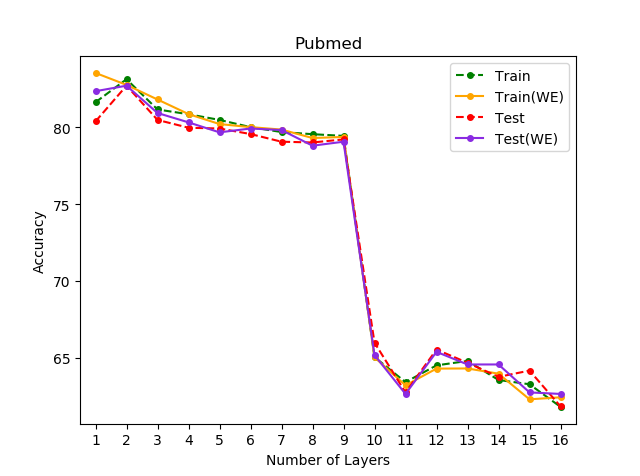 Pubmed
Train
Train(WE)
Test
Test(WE)
Accuracy
80
75
70
65
1 2 3 4 5 6 7 8 9 10 11 12 13 14 15 16
Number of Layers